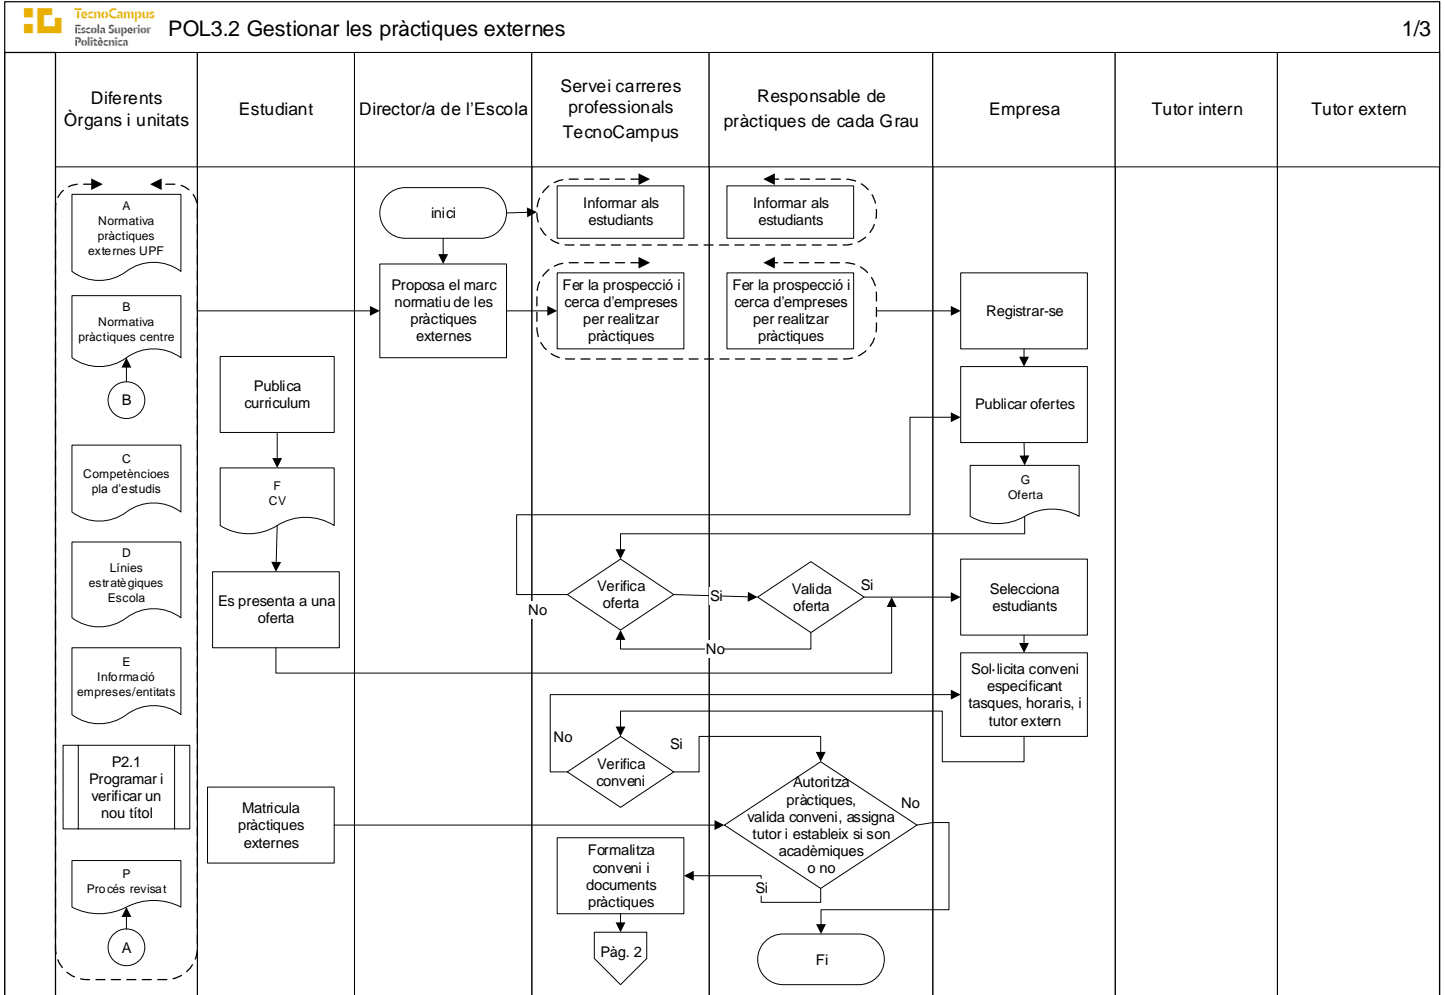 TecnoCampus
Escola Superior
Politècnica
POL3.2 Gestionar les pràctiques externes
1/3
Diferents
Òrgans i unitats
Estudiant
Director/a de l'Escola
Servei carreres
professionals
TecnoCampus
Responsable de
pràctiques de cada Grau
Empresa
Tutor intern
Tutor extern
A
Normativa
pràctiques
externes UPF
inici
Informar als
estudiants
Informar als
estudiants
B
Normativa
pràctiques centre
B
Proposa el marc
normatiu de les
pràctiques
externes
Fer la prospecció i
cerca d'empreses
per realitzar
pràctiques
Fer la prospecció i
cerca d'empreses
per realitzar
pràctiques
Registrar-se
Publica
curriculum
Publicar ofertes
C
Competències
pla d'estudis
F
CV
G
Oferta
D
Línies
estratègiques
Escola
Es presenta a una
oferta
Verifica
oferta
No
Si
Valida
oferta
Si
No
Selecciona
estudiants
E
Informació
empreses/entitats
Sol·licita conveni
especificant
tasques, horaris, i
tutor extern
P2.1
Programar i
verificar un
nou títol
No
Verifica
conveni
Si
Matricula
pràctiques
externes
Autoritza
pràctiques,
valida conveni, assigna
tutor i estableix si son
acadèmiques
o no
No
Si
Formalitza
conveni i
documents
pràctiques
P
Procés revisat
A
Pàg. 2
Fi